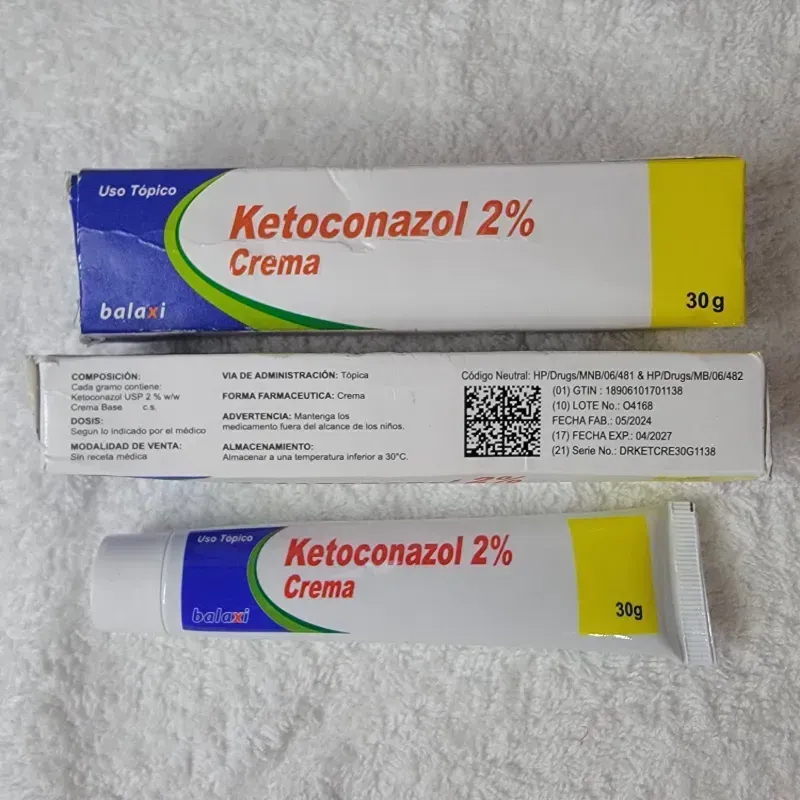 Uso Tópico
Ketoconazol 2%
Crema
balaxi
30 g
COMPOSICIÓN:
Cada gramo contiene:
Ketoconazol USP 2 % w/w
Crema Base c.s.
DOSIS:
Segun lo indicado por el médico
MODALIDAD DE VENTA:
Sin receta médica
VIA DE ADMINISTRACIÓN: Tópica
FORMA FARMACEUTICA: Crema
ADVERTENCIA: Mantenga los
medicamento fuera del alcance de los niños.
ALMACENAMIENTO:
Almacenar a una temperatura inferior a 30°C.
Código Neutral: HP/Drugs/MNB/06/481 & HP/Drugs/MB/06/482
(01) GTIN : 18906101701138
(10) LOTE No.: O4168
FECHA FAB.: 05/2024
(17) FECHA EXP.: 04/2027
(21) Serie No.: DRKETCRE30G1138
2%
Uso Tópico
Ketoconazol 2%
Crema
balaxi
30g